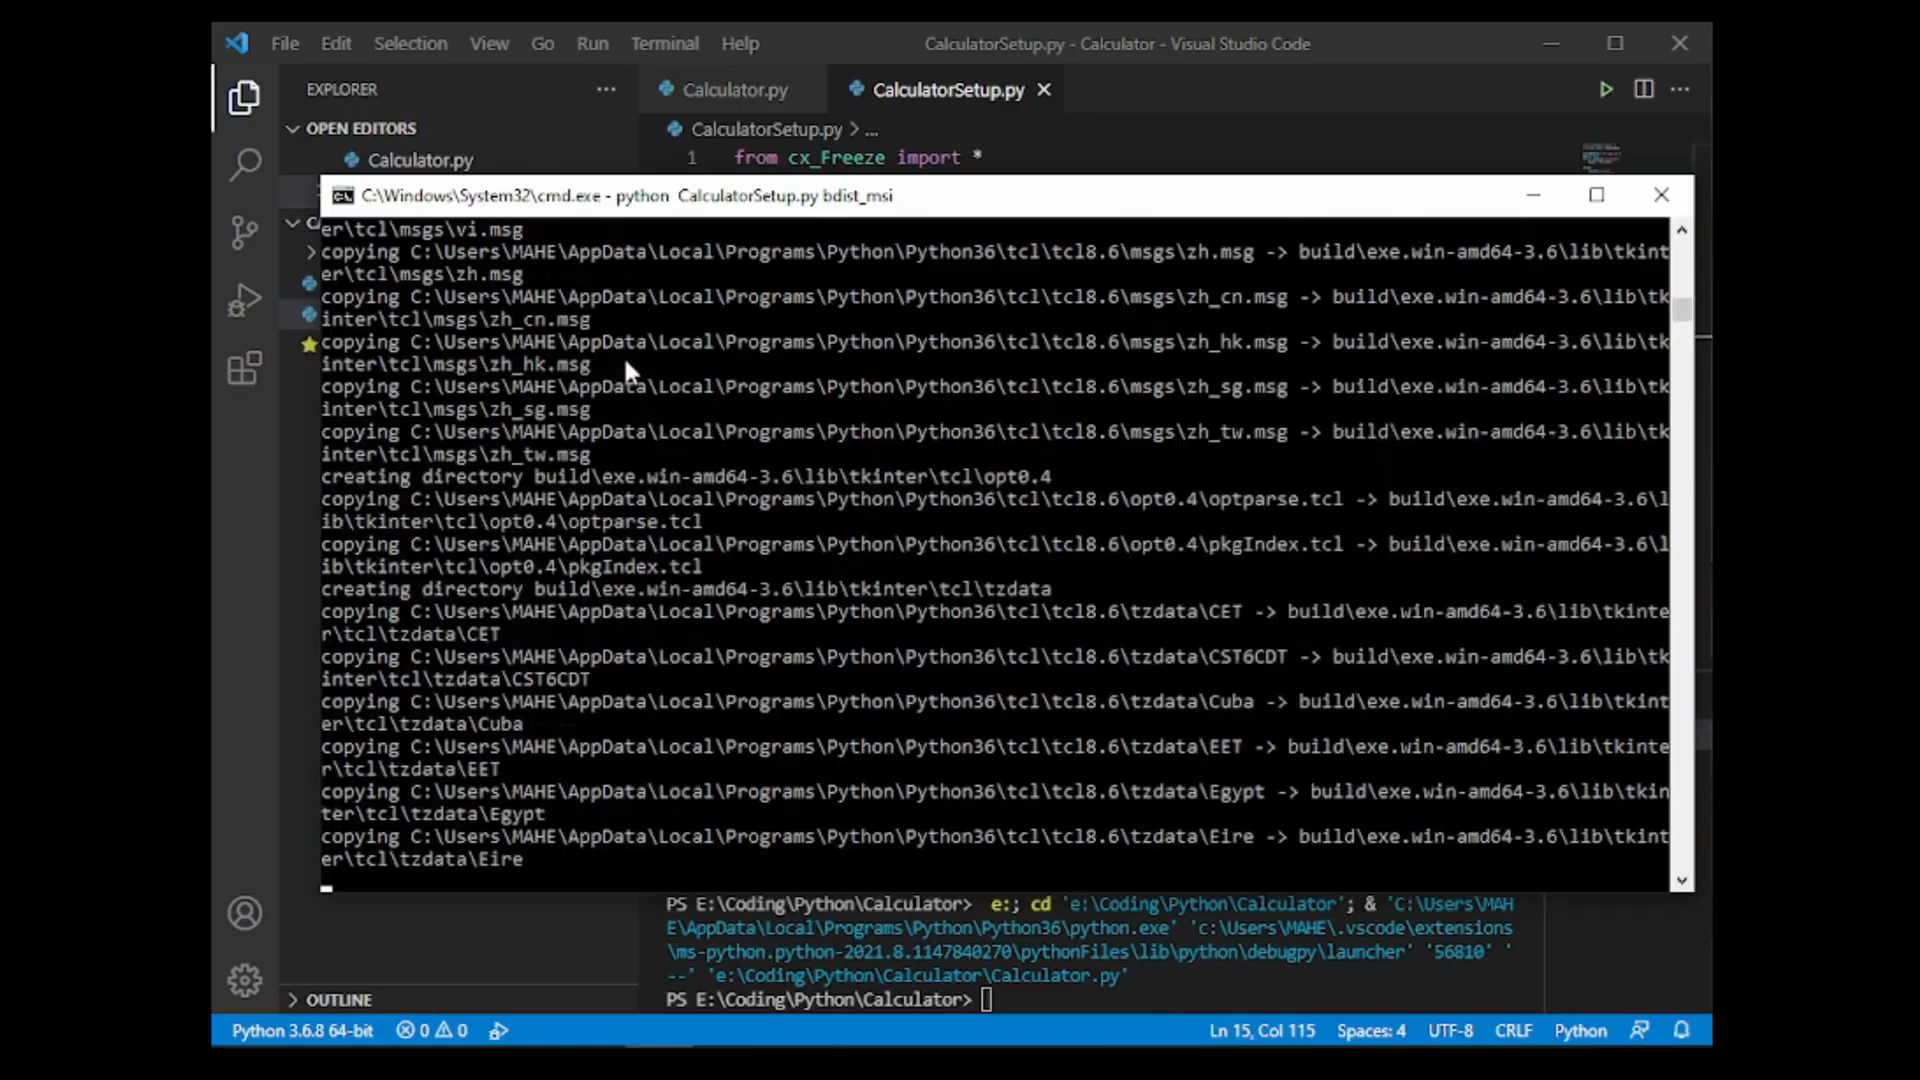 File Edit Selection View Go Run Terminal Help CalculatorSetup.py - Calculator - Visual Studio Code
EXPLORER
Calculator.py CalculatorSetup.py
OPEN EDITORS
CalculatorSetup.py > ...
Calculator.py
1 from cx_Freeze import *
C:\Windows\System32\cmd.exe - python CalculatorSetup.py bdist_msi
er\tcl\msgs\vi.msg
copying C:\Users\MAHE\AppData\Local\Programs\Python\Python36\tcl\tcl8.6\msgs\zh.msg -> build\exe.win-amd64-3.6\lib\tkint
er\tcl\msgs\zh.msg
copying C:\Users\MAHE\AppData\Local\Programs\Python\Python36\tcl\tcl8.6\msgs\zh_cn.msg -> build\exe.win-amd64-3.6\lib\tk
inter\tcl\msgs\zh_cn.msg
copying C:\Users\MAHE\AppData\Local\Programs\Python\Python36\tcl\tcl8.6\msgs\zh_hk.msg -> build\exe.win-amd64-3.6\lib\tk
inter\tcl\msgs\zh_hk.msg
copying C:\Users\MAHE\AppData\Local\Programs\Python\Python36\tcl\tcl8.6\msgs\zh_sg.msg -> build\exe.win-amd64-3.6\lib\tk
inter\tcl\msgs\zh_sg.msg
copying C:\Users\MAHE\AppData\Local\Programs\Python\Python36\tcl\tcl8.6\msgs\zh_tw.msg -> build\exe.win-amd64-3.6\lib\tk
inter\tcl\msgs\zh_tw.msg
creating directory build\exe.win-amd64-3.6\lib\tkinter\tcl\opt0.4
copying C:\Users\MAHE\AppData\Local\Programs\Python\Python36\tcl\tcl8.6\opt0.4\optparse.tcl -> build\exe.win-amd64-3.6\l
ib\tkinter\tcl\opt0.4\optparse.tcl
copying C:\Users\MAHE\AppData\Local\Programs\Python\Python36\tcl\tcl8.6\opt0.4\pkgIndex.tcl -> build\exe.win-amd64-3.6\l
ib\tkinter\tcl\opt0.4\pkgIndex.tcl
creating directory build\exe.win-amd64-3.6\lib\tkinter\tcl\tzdata
copying C:\Users\MAHE\AppData\Local\Programs\Python\Python36\tcl\tcl8.6\tzdata\CET -> build\exe.win-amd64-3.6\lib\tkinte
r\tcl\tzdata\CET
copying C:\Users\MAHE\AppData\Local\Programs\Python\Python36\tcl\tcl8.6\tzdata\CST6CDT -> build\exe.win-amd64-3.6\lib\tk
inter\tcl\tzdata\CST6CDT
copying C:\Users\MAHE\AppData\Local\Programs\Python\Python36\tcl\tcl8.6\tzdata\Cuba -> build\exe.win-amd64-3.6\lib\tkint
er\tcl\tzdata\Cuba
copying C:\Users\MAHE\AppData\Local\Programs\Python\Python36\tcl\tcl8.6\tzdata\EET -> build\exe.win-amd64-3.6\lib\tkinte
r\tcl\tzdata\EET
copying C:\Users\MAHE\AppData\Local\Programs\Python\Python36\tcl\tcl8.6\tzdata\Egypt -> build\exe.win-amd64-3.6\lib\tkin
ter\tcl\tzdata\Egypt
copying C:\Users\MAHE\AppData\Local\Programs\Python\Python36\tcl\tcl8.6\tzdata\Eire -> build\exe.win-amd64-3.6\lib\tkint
er\tcl\tzdata\Eire
PS E:\Coding\Python\Calculator> e:; cd 'e:\Coding\Python\Calculator'; & 'C:\Users\MAH
E\AppData\Local\Programs\Python\Python36\python.exe' 'c:\Users\MAHE\.vscode\extensions
\ms-python.python-2021.8.1147840270\pythonFiles\lib\python\debugpy\launcher' '56810' '
--' 'e:\Coding\Python\Calculator\Calculator.py'
PS E:\Coding\Python\Calculator>
OUTLINE
Python 3.6.8 64-bit 0 0 Ln 15, Col 115 Spaces: 4 UTF-8 CRLF Python